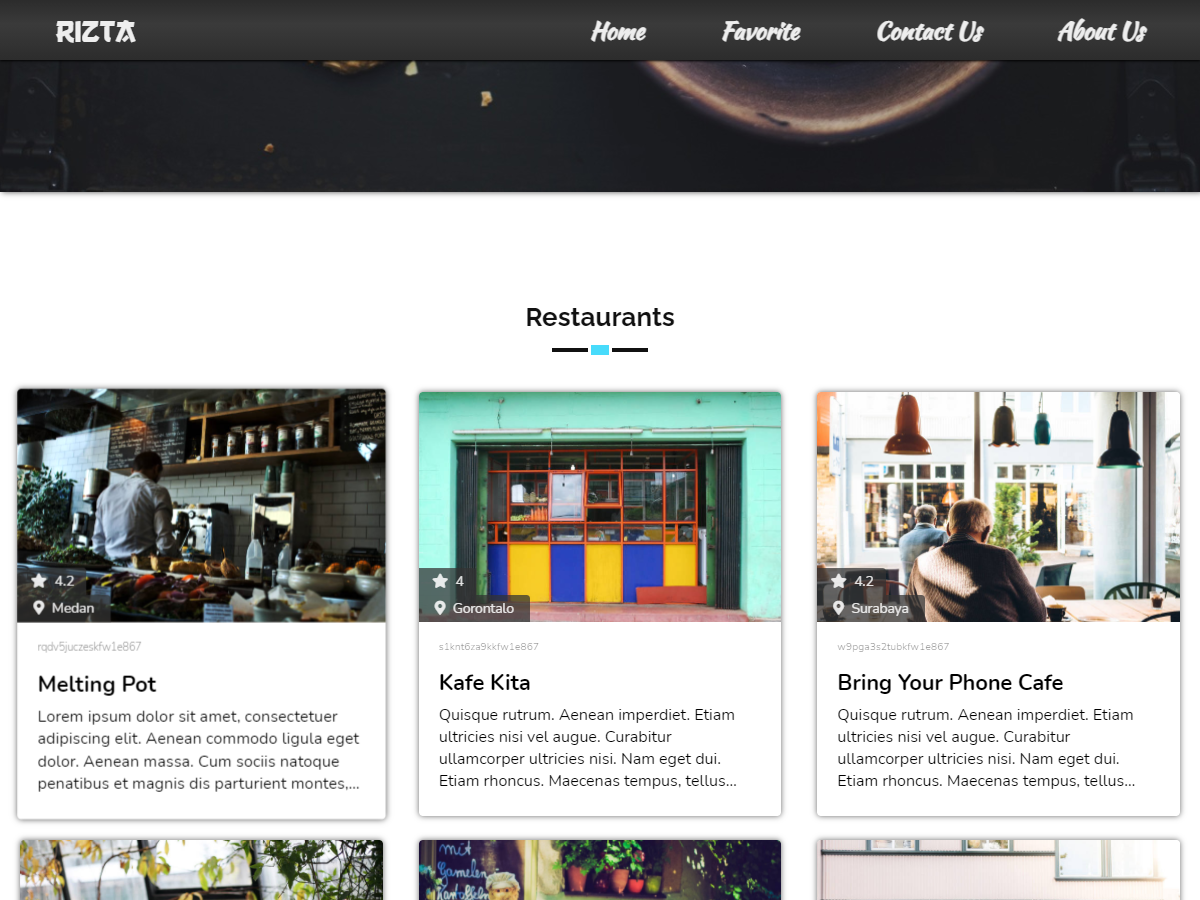 RIZTA
Home
Favorite
Contact Us
About Us
Restaurants
4.2
Medan
rqdv5juczeskfw1e867
Melting Pot
Lorem ipsum dolor sit amet, consectetuer
adipiscing elit. Aenean commodo ligula eget
dolor. Aenean massa. Cum sociis natoque
penatibus et magnis dis parturient montes,...
4
Gorontalo
s1knt6za9kkfw1e867
Kafe Kita
Quisque rutrum. Aenean imperdiet. Etiam
ultricies nisi vel augue. Curabitur
ullamcorper ultricies nisi. Nam eget dui.
Etiam rhoncus. Maecenas tempus, tellus...
7 4
4.2
Surabaya
w9pga3s2tubkfw1e867
Bring Your Phone Cafe
Quisque rutrum. Aenean imperdiet. Etiam
ultricies nisi vel augue. Curabitur
ullamcorper ultricies nisi. Nam eget dui.
Etiam rhoncus. Maecenas tempus, tellus...
mit
Gamelen